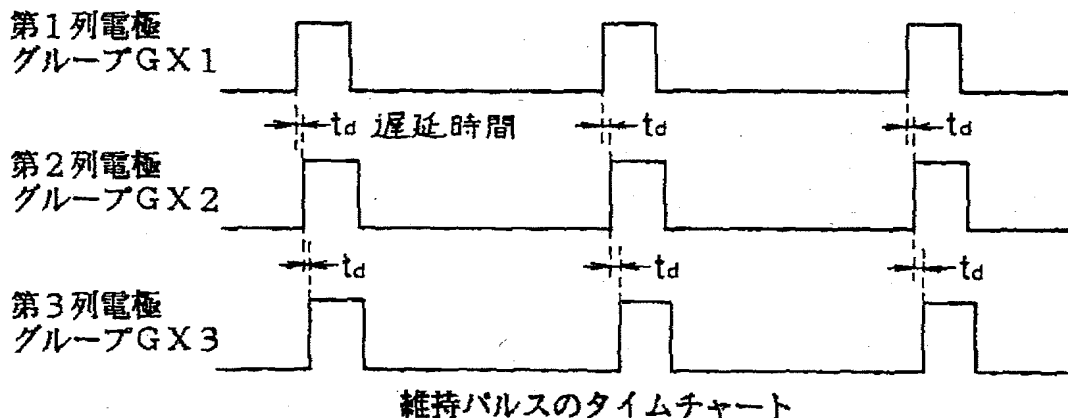 第1列電極
グループGX1
td 遅延時間
td
td
第2列電極
グループGX2
td
td
td
第3列電極
グループGX3
維持パルスのタイムチャート